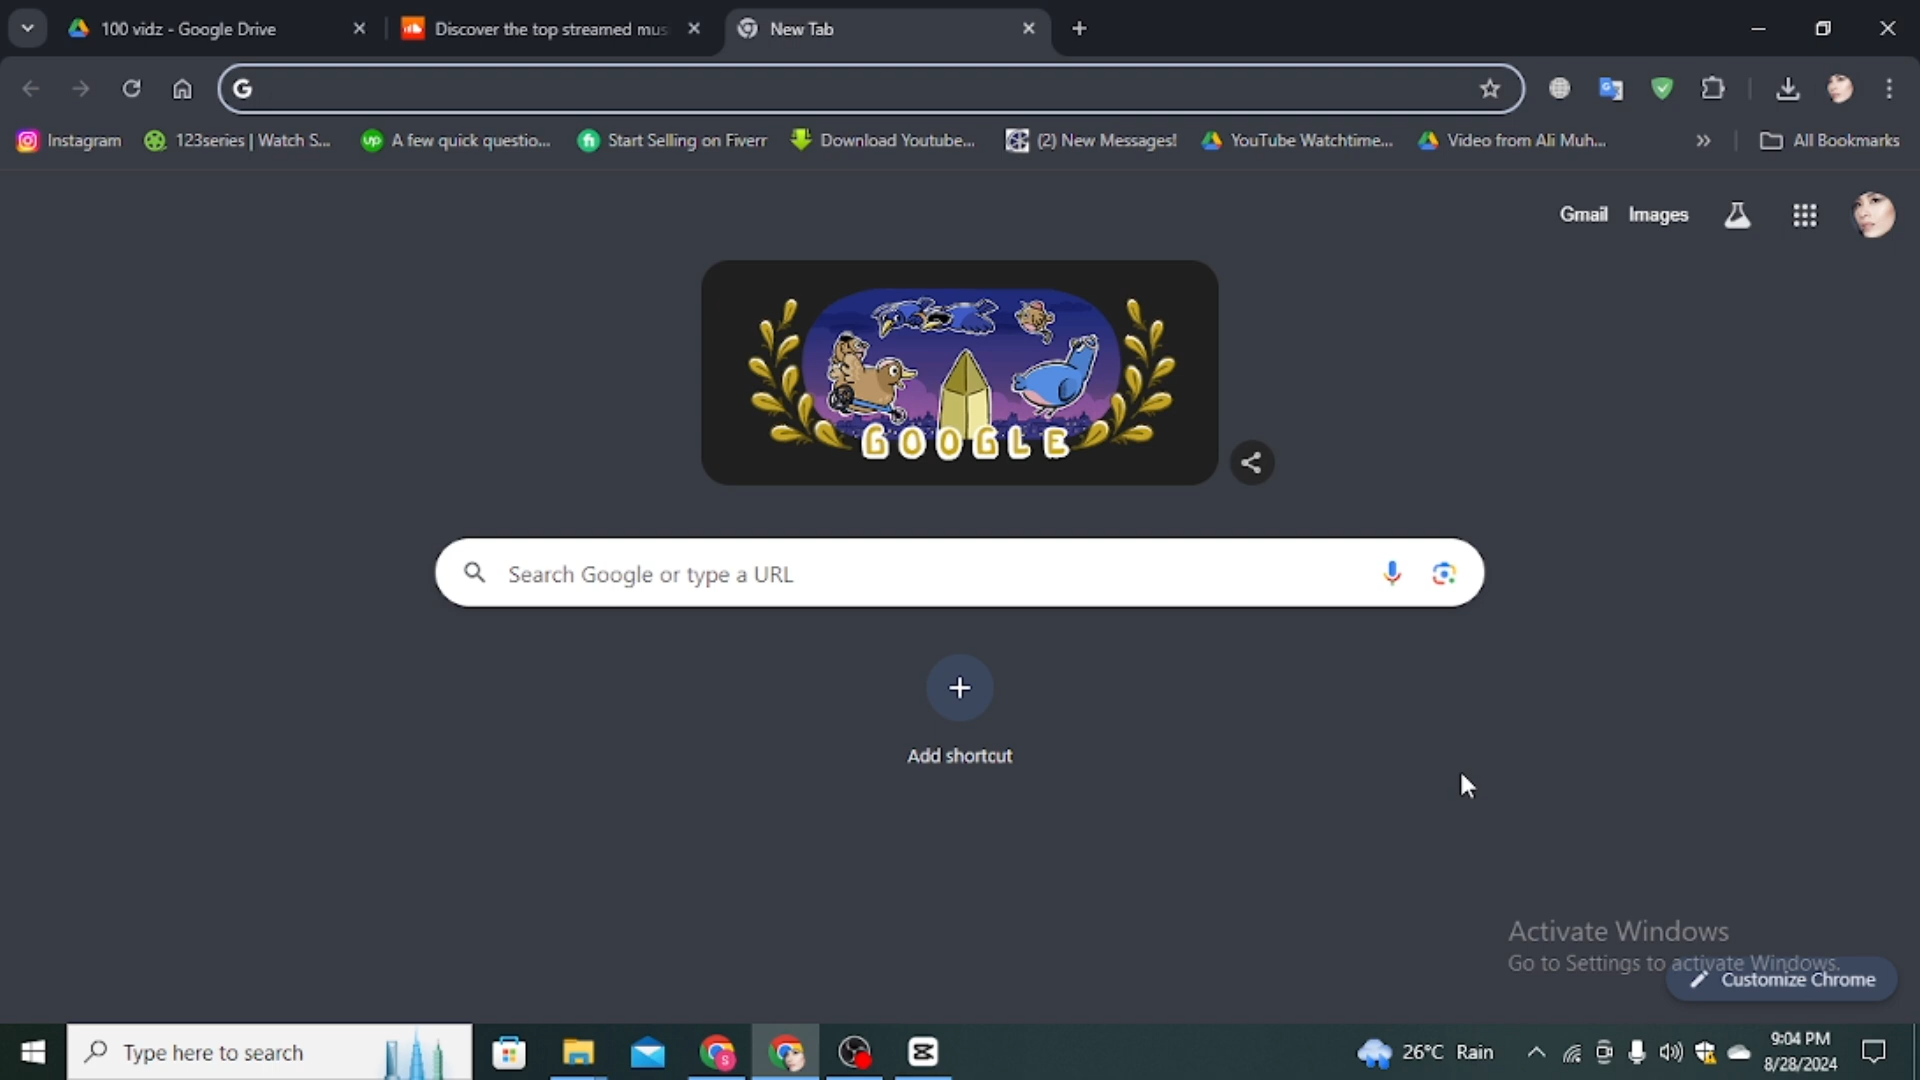 100 vidz - Google Drive
Discover the top streamed mus
New Tab
Instagram
123series | Watch S...
A few quick questio...
Start Selling on Fiverr
Download Youtube...
(2) New Messages!
YouTube Watchtime...
Video from Ali Muh...
All Bookmarks
Gmail
Images
GOOGLE
Search Google or type a URL
Add shortcut
Activate Windows
Go to Settings to activate Windows.
Customize Chrome
Type here to search
26°C Rain
9:04 PM
8/28/2024